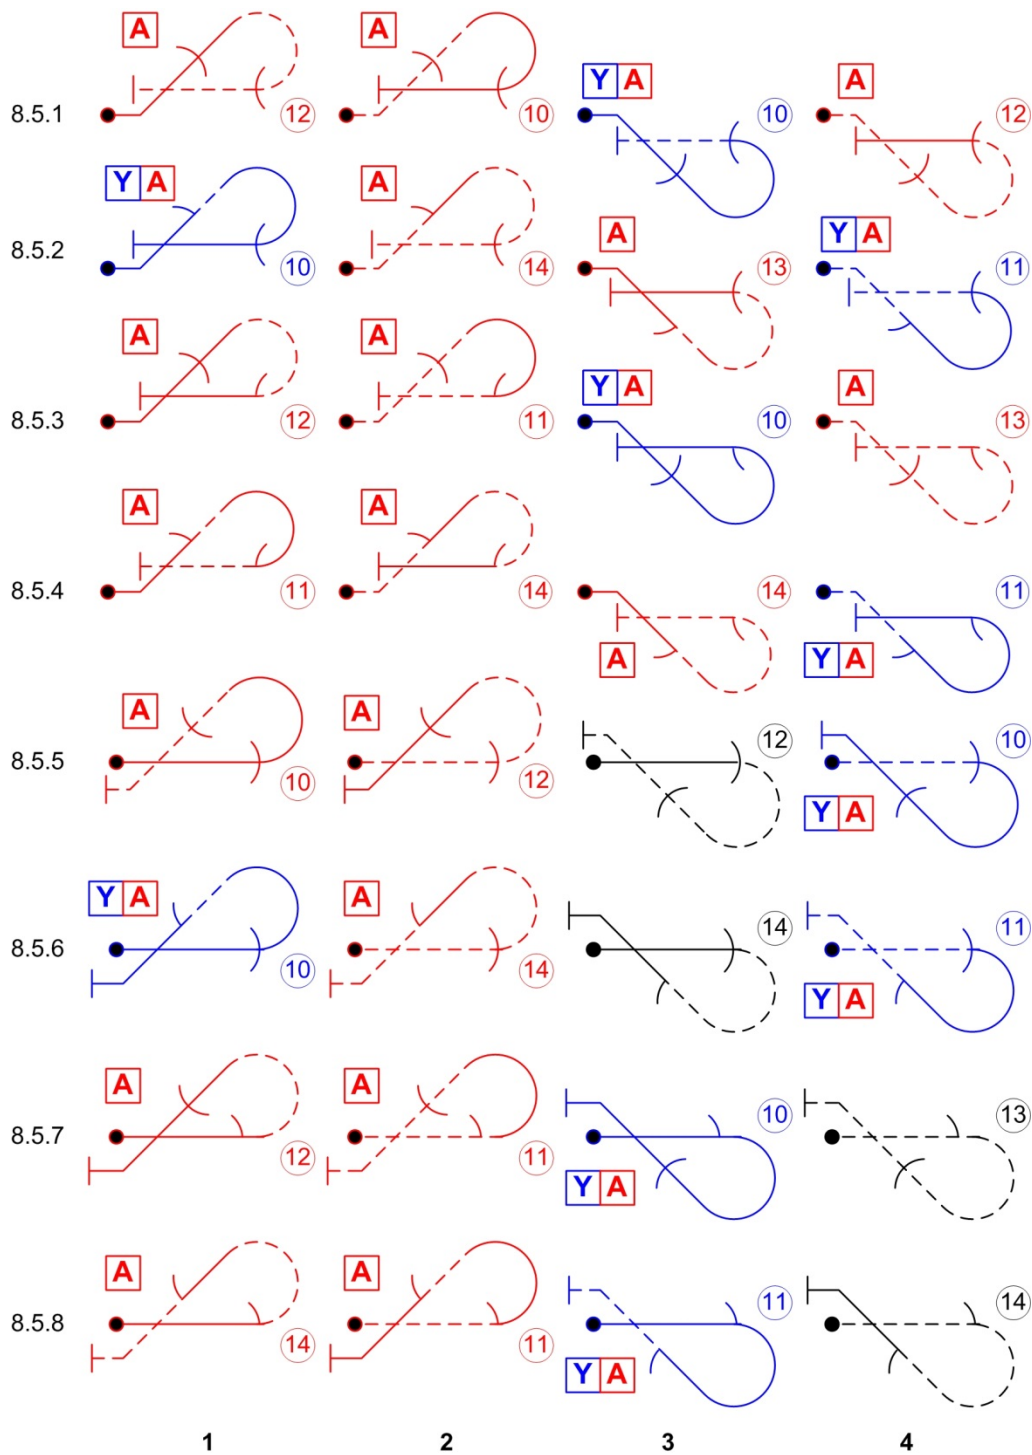 A A Y A A
8.5.1 12 10 10 12
Y A A A Y A
8.5.2 10 14 13 11
A A Y A A
8.5.3 12 11 10 13
A A
8.5.4 11 14 14 11
A Y A
A A
8.5.5 10 12 12 10
Y A
Y A A
8.5.6 10 14 14 11
Y A
A A
8.5.7 12 11 10 13
Y A
A A
8.5.8 14 11 11 14
Y A
1 2 3 4